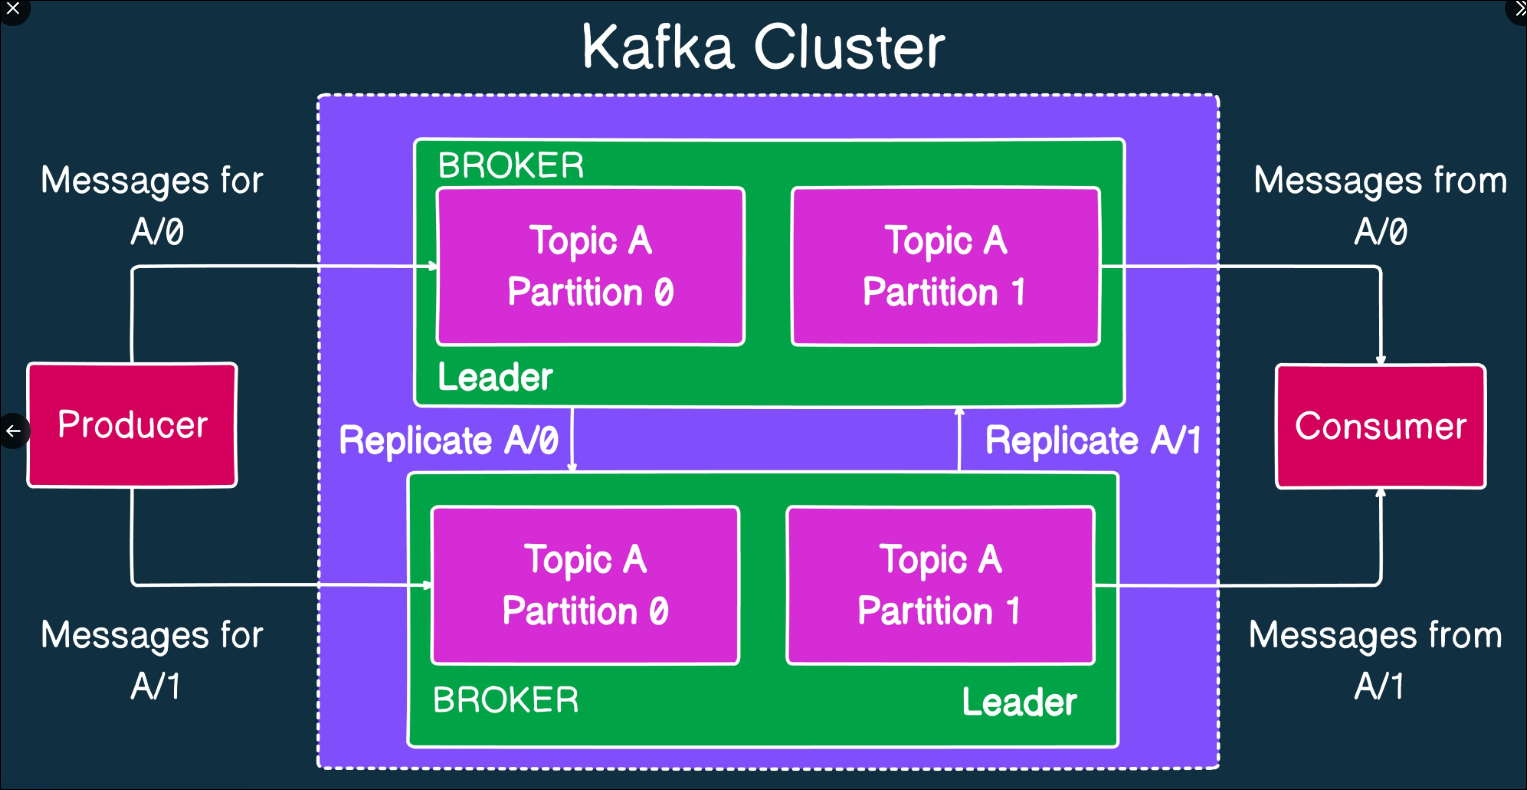 Kafka Cluster
Messages for
A/0
BROKER
Topic A
Partition 0
Topic A
Partition 1
Leader
Messages from
A/0
Producer
Replicate A/0
Replicate A/1
Consumer
Topic A
Partition 0
Topic A
Partition 1
BROKER
Leader
Messages for
A/1
Messages from
A/1